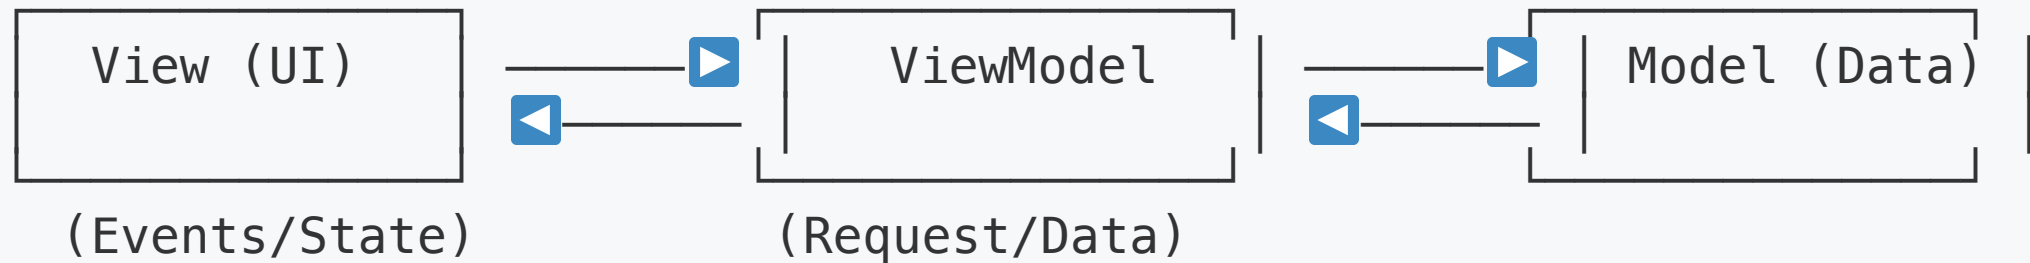 View (UI) ViewModel Model (Data)
(Events/State) (Request/Data)